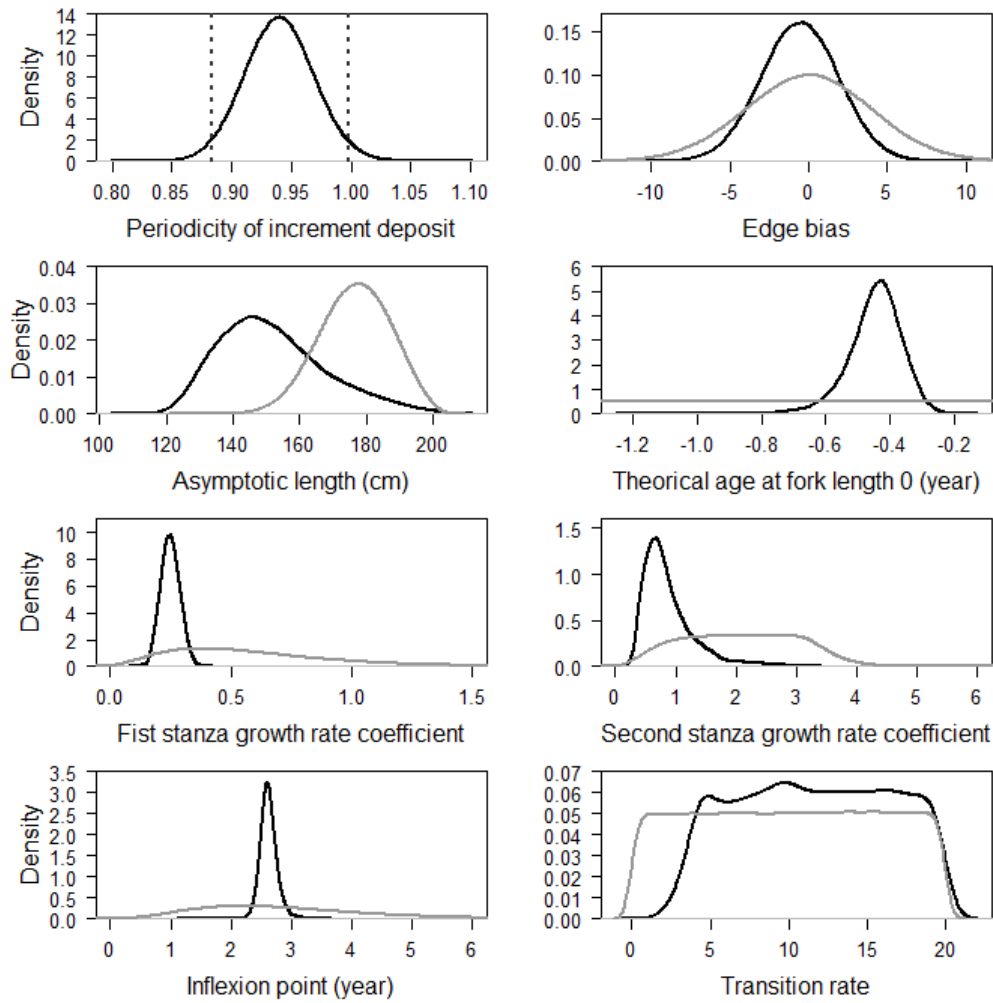 Density
14
12
10
8
6
4
2
0
0.80 0.85 0.90 0.95 1.00 1.05 1.10
Periodicity of increment deposit
0.15
0.10
0.05
0.00
-10 -5 0 5 10
Edge bias
Density
0.04
0.03
0.02
0.01
0.00
100 120 140 160 180 200
Asymptotic length (cm)
6
5
4
3
2
1
0
-1.2 -1.0 -0.8 -0.6 -0.4 -0.2
Theorical age at fork length 0 (year)
Density
10
8
6
4
2
0
0.0 0.5 1.0 1.5
Fist stanza growth rate coefficient
1.5
1.0
0.5
0.0
0 1 2 3 4 5 6
Second stanza growth rate coefficient
Density
3.5
3.0
2.5
2.0
1.5
1.0
0.5
0.0
0 1 2 3 4 5 6
Inflexion point (year)
0.07
0.06
0.05
0.04
0.03
0.02
0.01
0.00
0 5 10 15 20
Transition rate